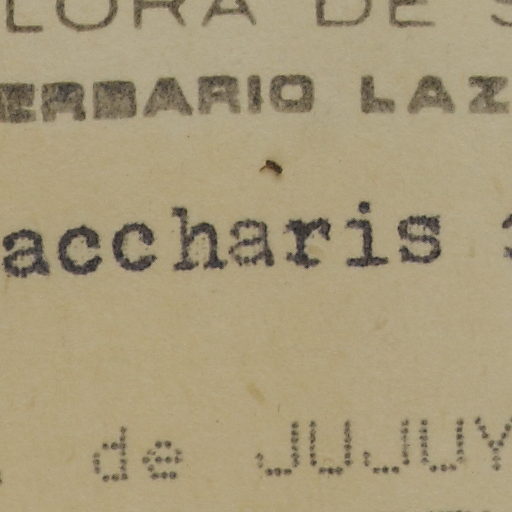 LORA DE S
ERBARIO LAZ
accharis
de JUJUY